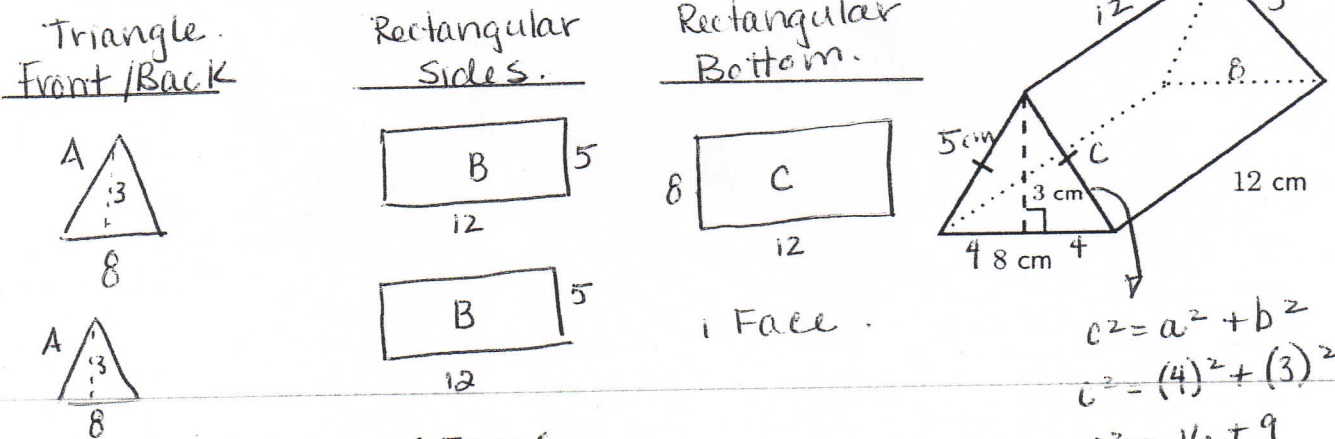 Triangle.
Front/Back
A
3
8
A
3
8
Rectangular
Sides.
B
5
12
B
5
12
Rectangular
Bottom.
8
C
12
1 Face.
12
8
5cm
C
3 cm
12 cm
4 8 cm 4
c² = a² + b²
c² = (4)² + (3)²
+ 9